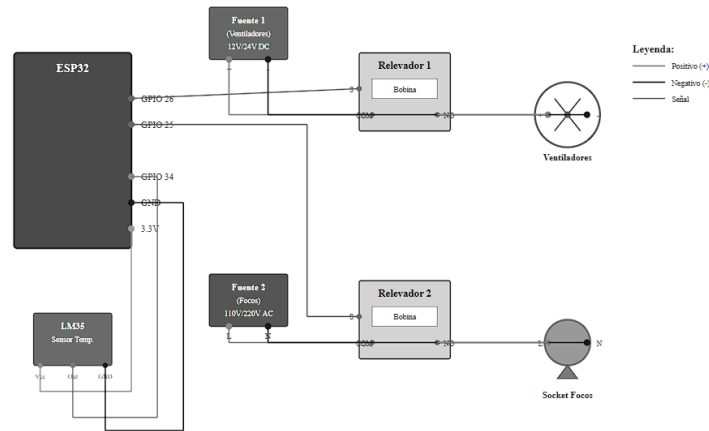 Fuente 1
(Ventiladores)
12V/24V DC
ESP32
GPIO 26
GPIO 25
GPIO 34
GND
3.3V
Relevador 1
Bobina
S
COMP
NO
Ventiladores
Leyenda:
Positivo (+)
Negativo (-)
Señal
Fuente 2
(Focos)
110V/220V AC
L
N
Relevador 2
Bobina
S
COMP
NO
L
N
Socket Focos
LM35
Sensor Temp.
Vcc
Out
GND